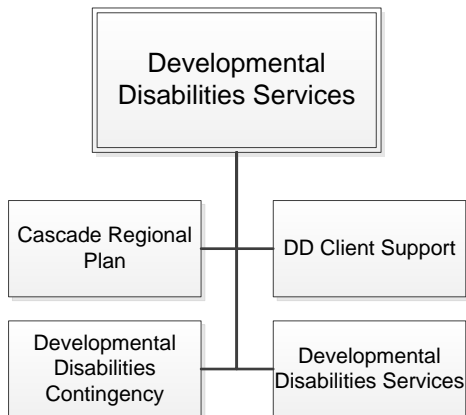 Developmental
Disabilities Services
Cascade Regional
Plan
DD Client Support
Developmental
Disabilities
Contingency
Developmental
Disabilities Services